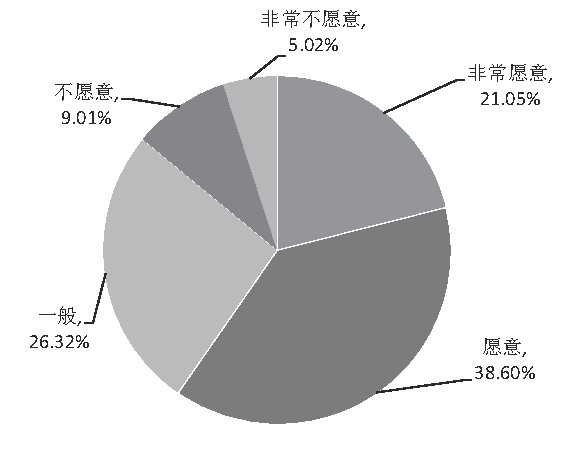 非常不愿意,
5.02%
非常愿意,
21.05%
不愿意,
9.01%
一般,
26.32%
愿意,
38.60%